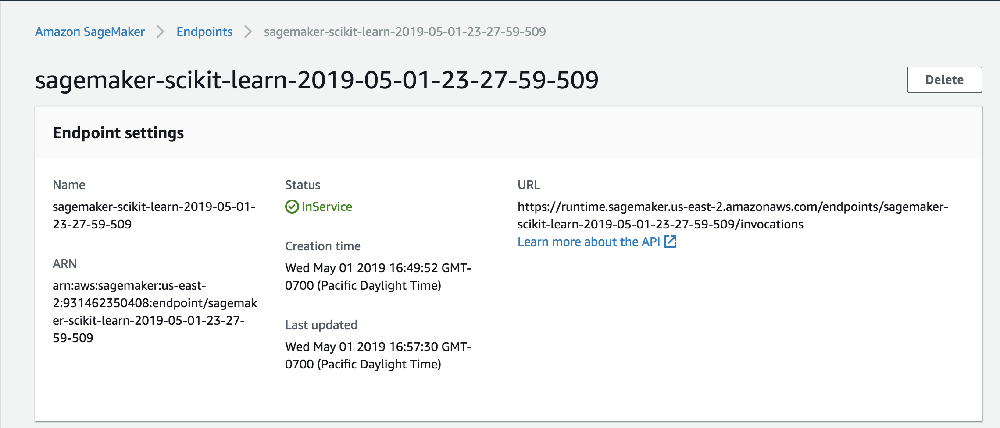 Amazon SageMaker > Endpoints > sagemaker-scikit-learn-2019-05-01-23-27-59-509
sagemaker-scikit-learn-2019-05-01-23-27-59-509
Delete
Endpoint settings
Name
sagemaker-scikit-learn-2019-05-01-
23-27-59-509
ARN
arn:aws:sagemaker:us-east-
2:931462350408:endpoint/sagemak
er-scikit-learn-2019-05-01-23-27-
59-509
Status
InService
Creation time
Wed May 01 2019 16:49:52 GMT-
0700 (Pacific Daylight Time)
Last updated
Wed May 01 2019 16:57:30 GMT-
0700 (Pacific Daylight Time)
URL
https://runtime.sagemaker.us-east-2.amazonaws.com/endpoints/sagemaker-
scikit-learn-2019-05-01-23-27-59-509/invocations
Learn more about the API